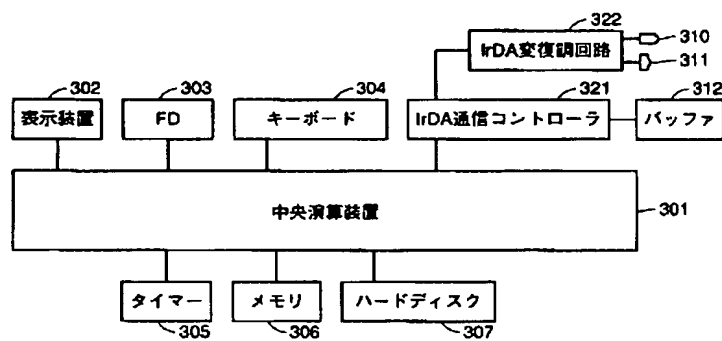 322
IrDA変復調回路
310
311
302
303
304
321
312
表示装置
FD
キーボード
IrDA通信コントローラ
バッファ
中央演算装置
301
タイマー
メモリ
ハードディスク
305
306
307